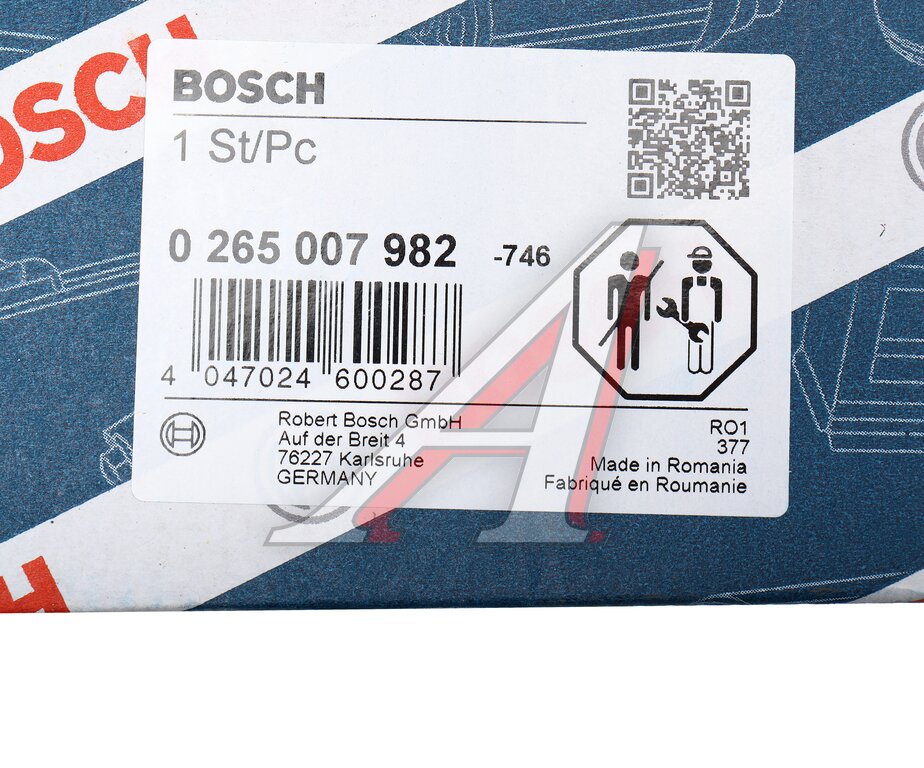 BOSCH
BOSCH
1 St/Pc
0 265 007 982 -746
4 047024 600287
Robert Bosch GmbH
Auf der Breit 4
76227 Karlsruhe
GERMANY
RO1
377
Made in Romania
Fabriqué en Roumanie
H